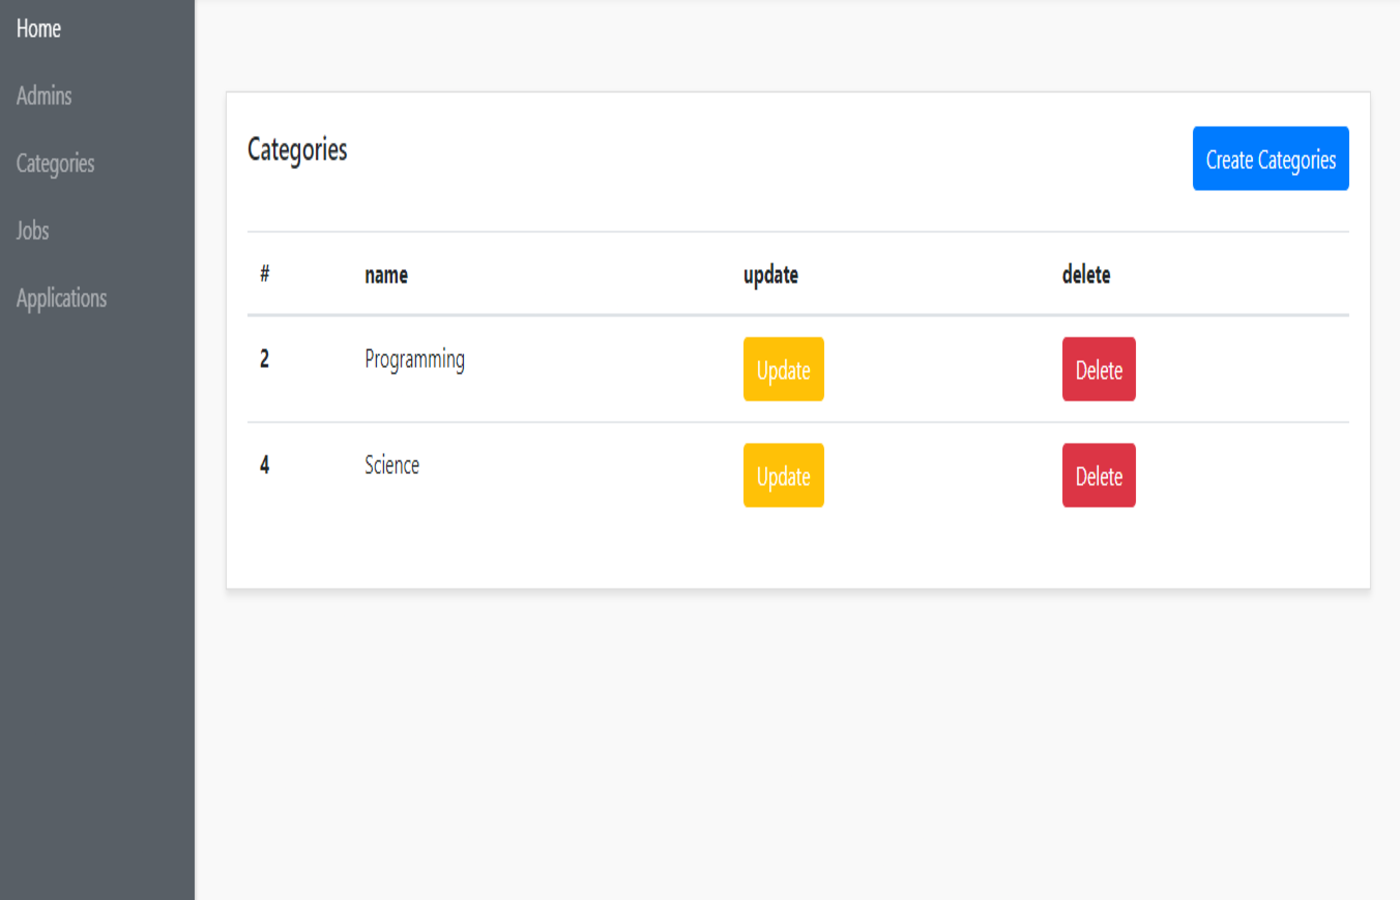 Home
Admins
Categories
Jobs
Applications
Categories
Create Categories
# name update delete
2 Programming Update Delete
4 Science Update Delete